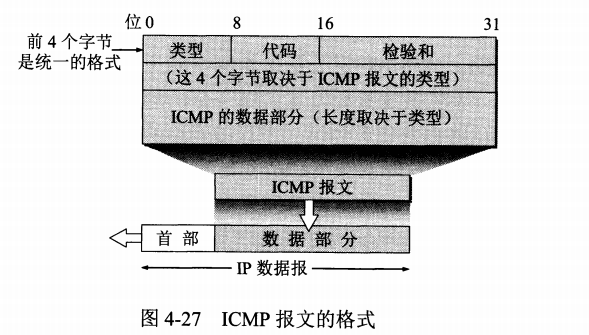 位 0 8 16 31
前 4 个字节
是统一的格式
类型 代码 检验和
(这 4 个字节取决于 ICMP 报文的类型)
ICMP 的数据部分(长度取决于类型)
ICMP 报文
首 部 数 据 部 分
IP 数据报
图 4-27 ICMP 报文的格式